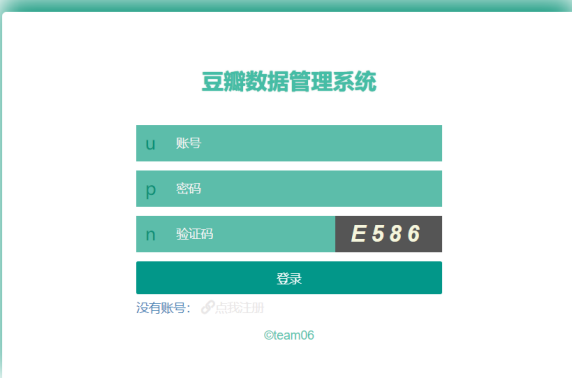 豆瓣数据管理系统
u 账号
p 密码
n 验证码 E586
登录
没有账号： 点我注册
©team06